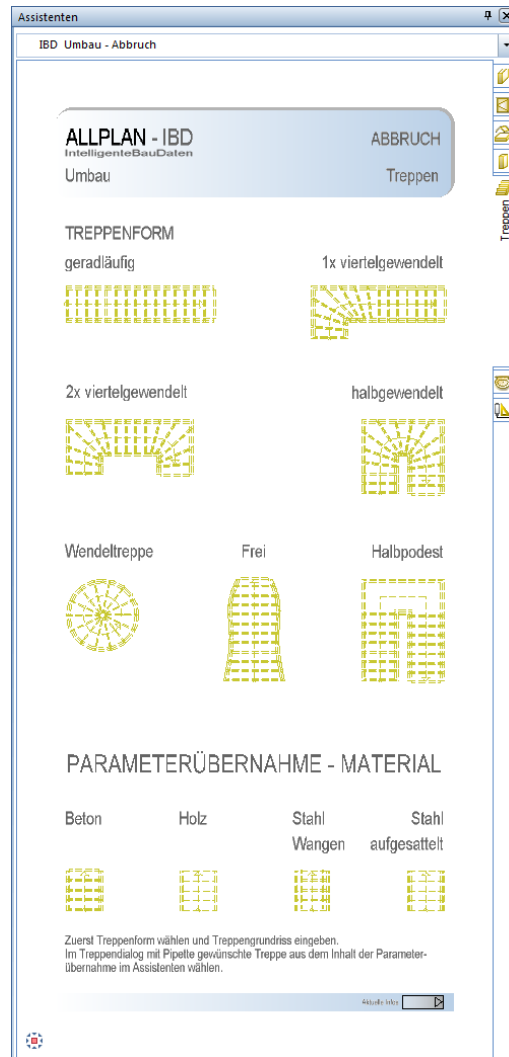 Assistenten
IBD Umbau - Abbruch
ALLPLAN - IBD ABBRUCH
IntelligenteBauDaten
Umbau Treppen
Treppen
TREPPENFORM
geradläufig 1x viertelgewendelt
2x viertelgewendelt halbgewendelt
Wendeltreppe Frei Halbpodest
PARAMETERÜBERNAHME - MATERIAL
Beton Holz Stahl Stahl
Wangen aufgesattelt
Zuerst Treppenform wählen und Treppengrundriss eingeben.
Im Treppendialog mit Pipette gewünschte Treppe aus dem Inhalt der Parameter-
übernahme im Assistenten wählen.
Aktuelle Infos